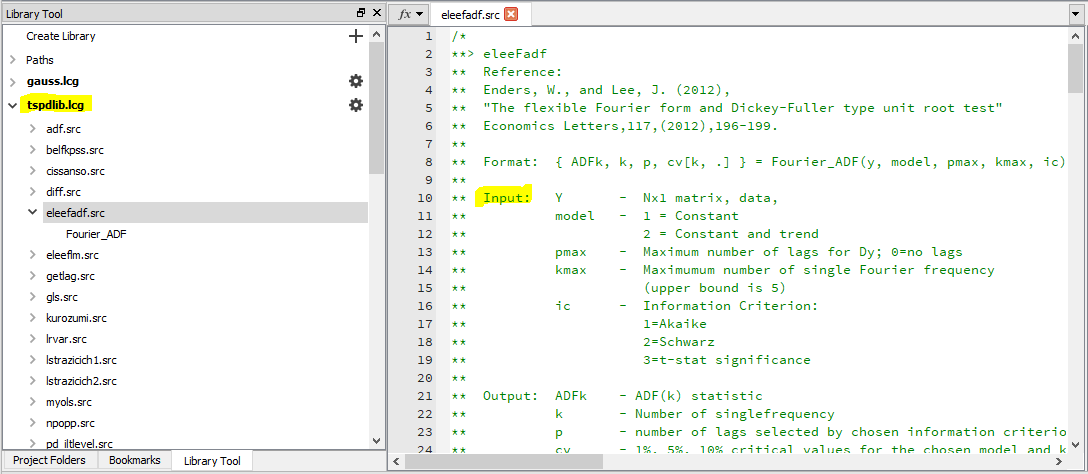 Library Tool
Create Library
Paths
gauss.lcg
tspdlib.lcg
adf.src
belfkpss.src
cissanso.src
diff.src
eleefadf.src
Fourier_ADF
eleeflm.src
getlag.src
gls.src
kurozumi.src
lrvar.src
lstrazicich1.src
lstrazicich2.src
myols.src
npopp.src
pd_iltlevel.src
Project Folders
Bookmarks
Library Tool
fx
eleefadf.src
1 /*
2 **> eleeFadf
3 ** Reference:
4 ** Enders, W., and Lee, J. (2012),
5 ** "The flexible Fourier form and Dickey-Fuller type unit root test"
6 ** Economics Letters,117,(2012),196-199.
7 **
8 ** Format: { ADFk, k, p, cv[k, .] } = Fourier_ADF(y, model, pmax, kmax, ic)
9 **
10 ** Input: Y - Nx1 matrix, data,
11 ** model - 1 = Constant
12 ** 2 = Constant and trend
13 ** pmax - Maximum number of lags for Dy; 0=no lags
14 ** kmax - Maximumum number of single Fourier frequency
15 ** (upper bound is 5)
16 ** ic - Information Criterion:
17 ** 1=Akaike
18 ** 2=Schwarz
19 ** 3=t-stat significance
20 **
21 ** Output: ADFk - ADF(k) statistic
22 ** k - Number of singlefrequency
23 ** p - number of lags selected by chosen information criterio
24 ** cv - 1%, 5%, 10% critical values for the chosen model and k